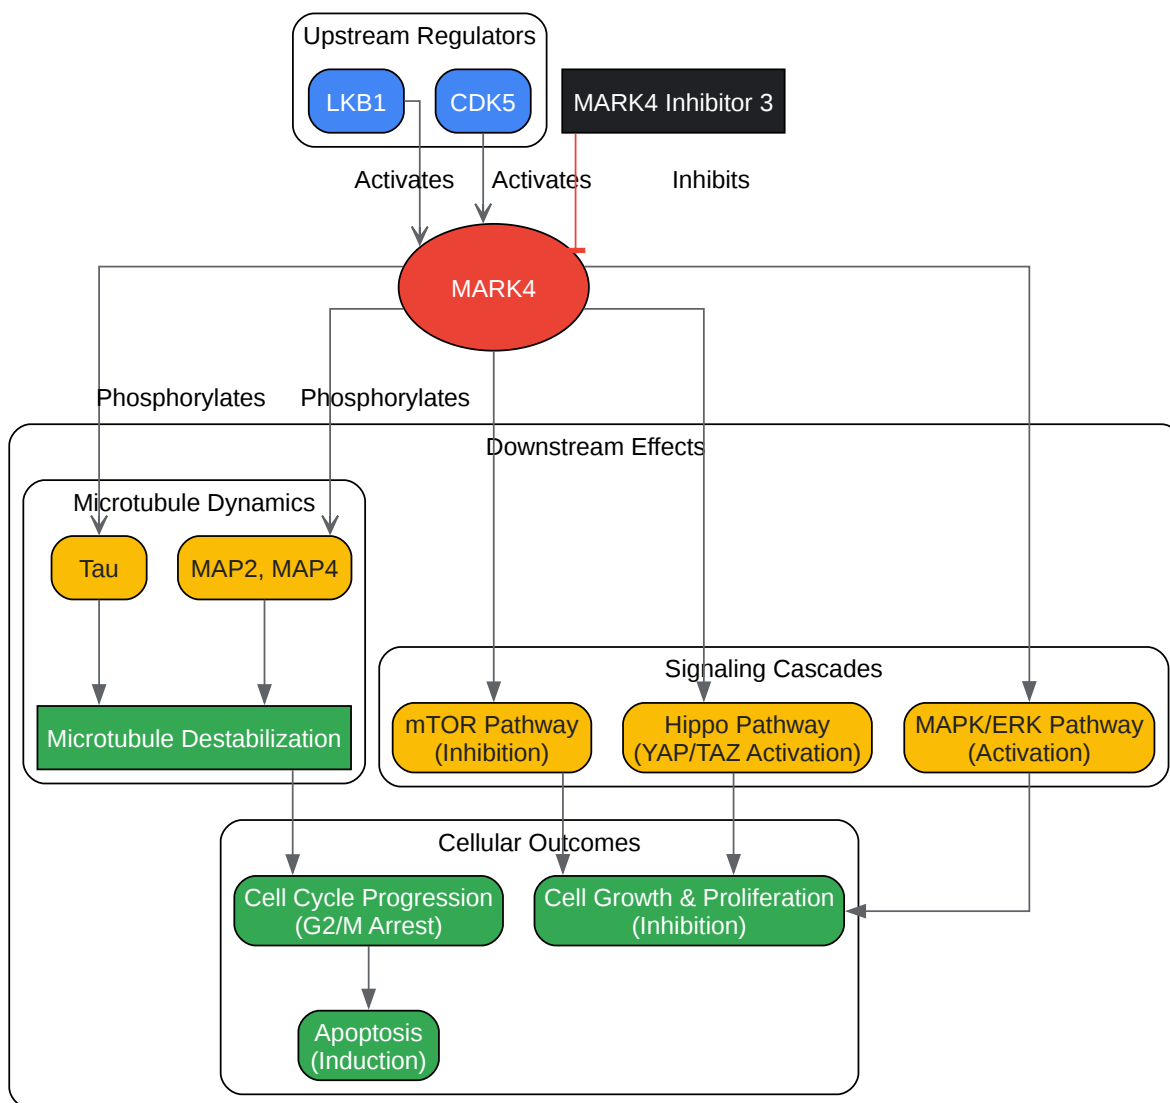 Upstream Regulators
LKB1
CDK5
MARK4 Inhibitor 3
Activates
Activates
Inhibits
MARK4
Phosphorylates
Phosphorylates
Downstream Effects
Microtubule Dynamics
Tau
MAP2, MAP4
Signaling Cascades
Microtubule Destabilization
mTOR Pathway
(Inhibition)
Hippo Pathway
(YAP/TAZ Activation)
MAPK/ERK Pathway
(Activation)
Cellular Outcomes
Cell Cycle Progression
(G2/M Arrest)
Cell Growth & Proliferation
(Inhibition)
Apoptosis
(Induction)